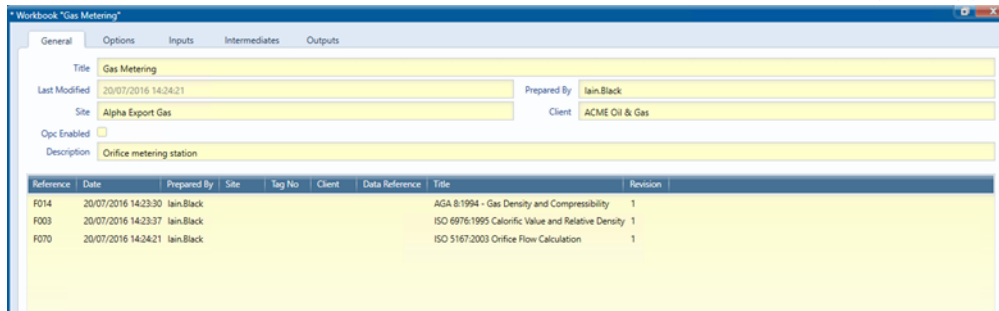 * Workbook "Gas Metering"
General Options Inputs Intermediates Outputs
Title Gas Metering
Last Modified 20/07/2016 14:24:21 Prepared By Iain.Black
Site Alpha Export Gas Client ACME Oil & Gas
Opc Enabled
Description Orifice metering station
Reference Date Prepared By Site Tag No Client Data Reference Title Revision
F014 20/07/2016 14:23:30 Iain.Black AGA 8:1994 - Gas Density and Compressibility 1
F003 20/07/2016 14:23:37 Iain.Black ISO 6976:1995 Calorific Value and Relative Density 1
F070 20/07/2016 14:24:21 Iain.Black ISO 5167:2003 Orifice Flow Calculation 1